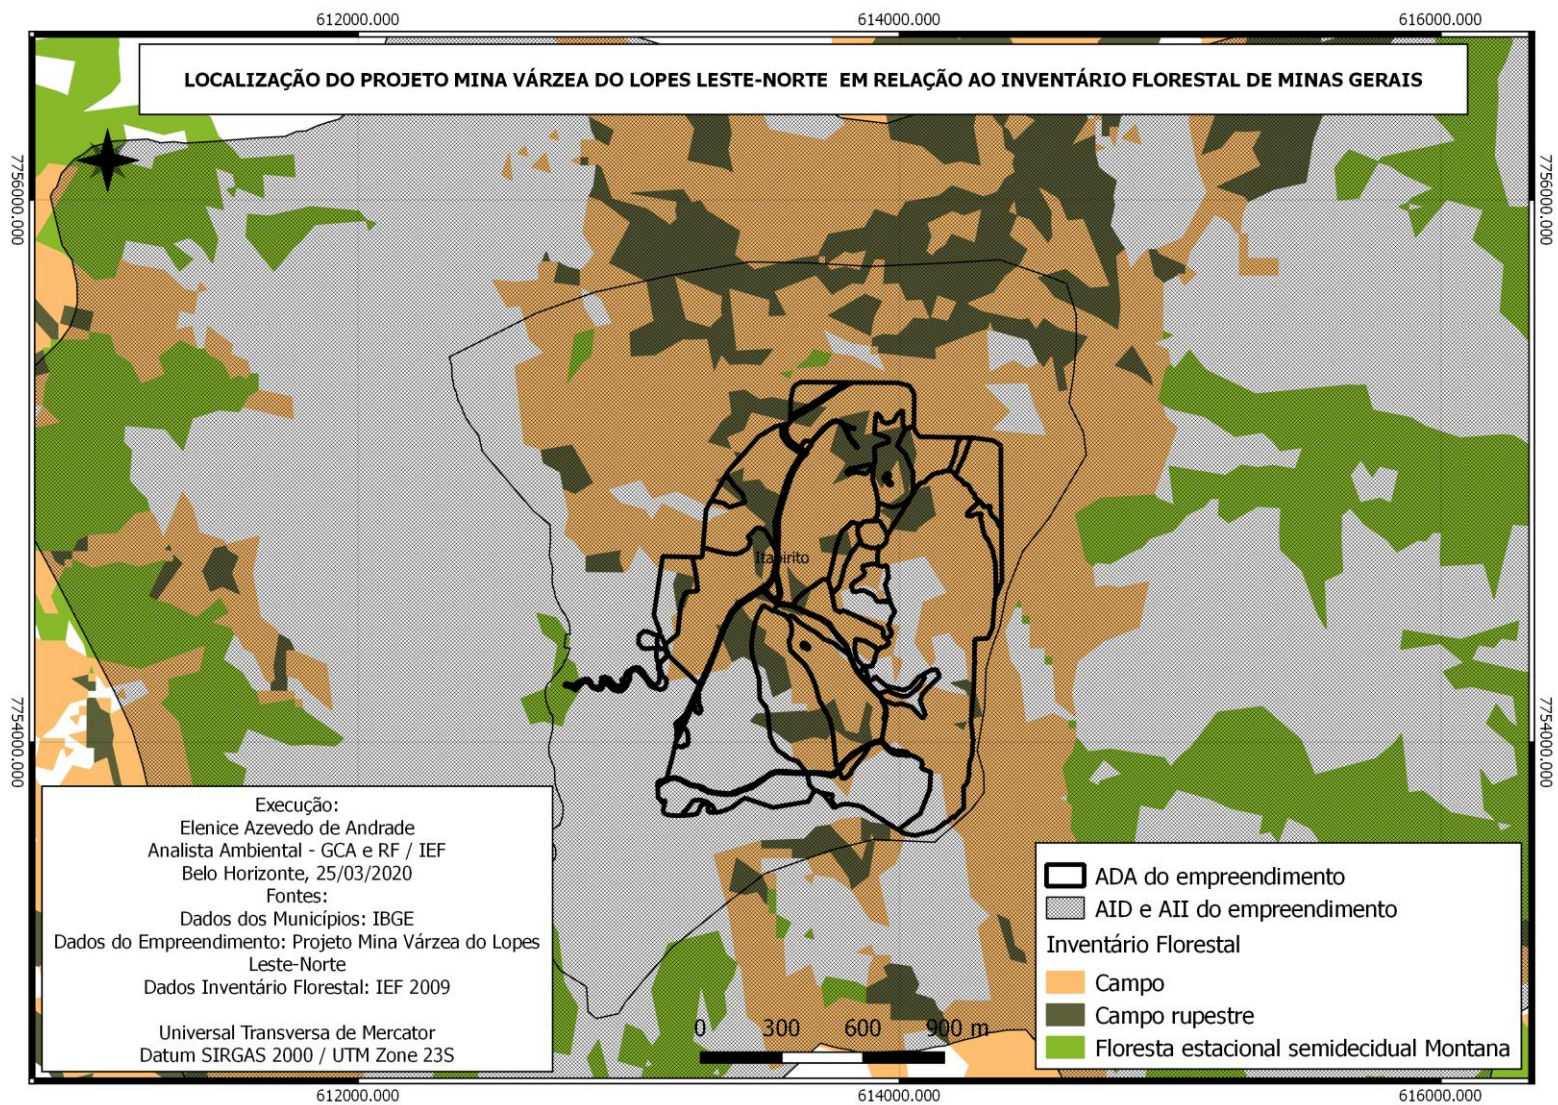 612000.000
614000.000
616000.000
LOCALIZAÇÃO DO PROJETO MINA VÁRZEA DO LOPES LESTE-NORTE EM RELAÇÃO AO INVENTÁRIO FLORESTAL DE MINAS GERAIS
7756000.000
7756000.000
Itabirito
7754000.000
7754000.000
Execução:
Elenice Azevedo de Andrade
Analista Ambiental - GCA e RF / IEF
Belo Horizonte, 25/03/2020
Fontes:
Dados dos Municípios: IBGE
Dados do Empreendimento: Projeto Mina Várzea do Lopes
Leste-Norte
Dados Inventário Florestal: IEF 2009
Universal Transversa de Mercator
Datum SIRGAS 2000 / UTM Zone 23S
0 300 600 900 m
ADA do empreendimento
AID e AII do empreendimento
Inventário Florestal
Campo
Campo rupestre
Floresta estacional semidecidual Montana
612000.000
614000.000
616000.000